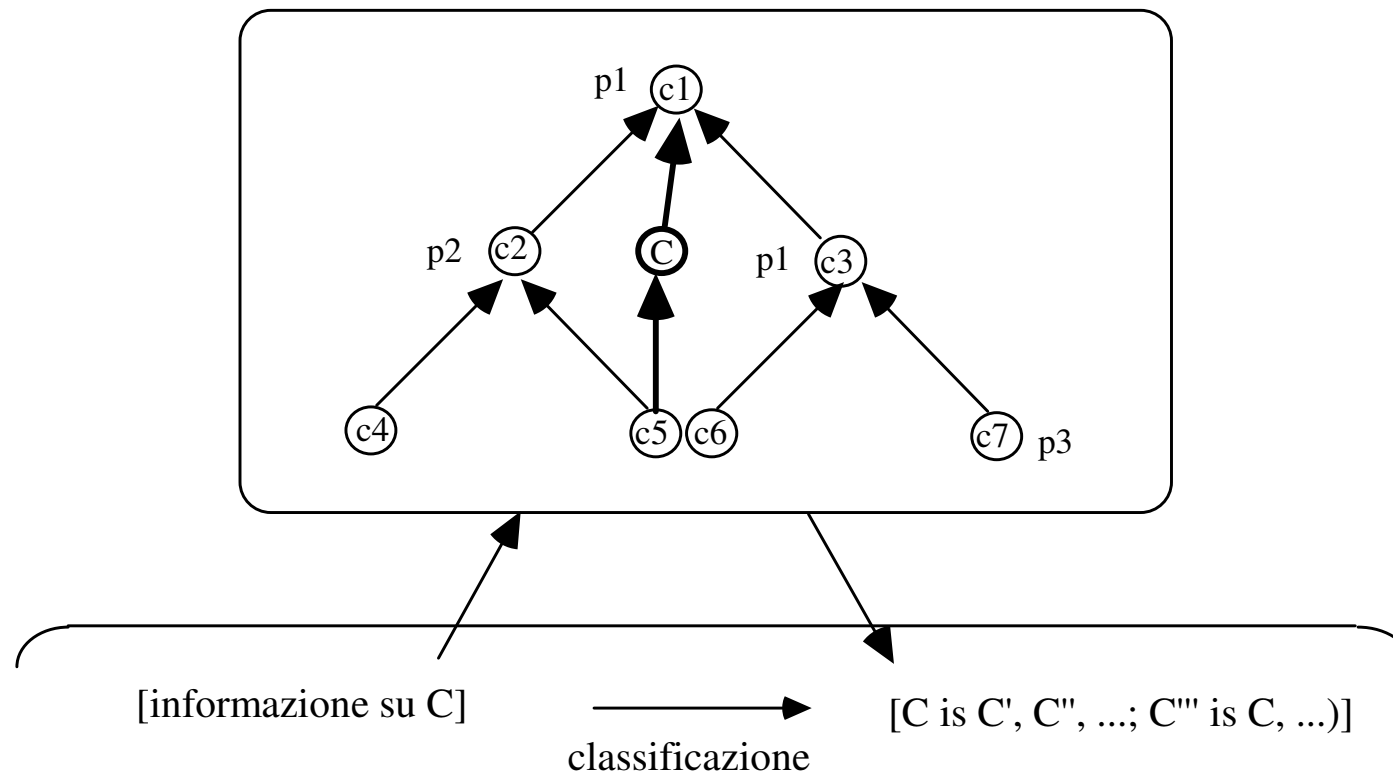 p1 c1
p2 c2 C p1 c3
c4 c5 c6 c7 p3
[informazione su C] [C is C', C'', ...; C''' is C, ...)]
classificazione